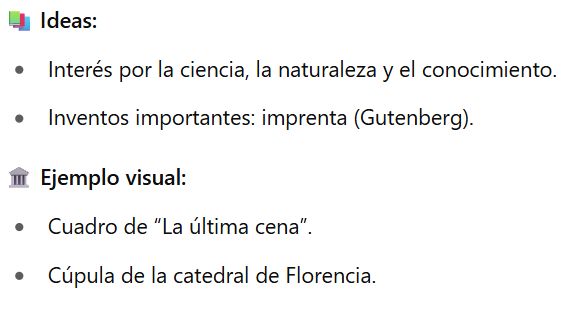 Ideas:
Interés por la ciencia, la naturaleza y el conocimiento.
Inventos importantes: imprenta (Gutenberg).
Ejemplo visual:
Cuadro de “La última cena”.
Cúpula de la catedral de Florencia.